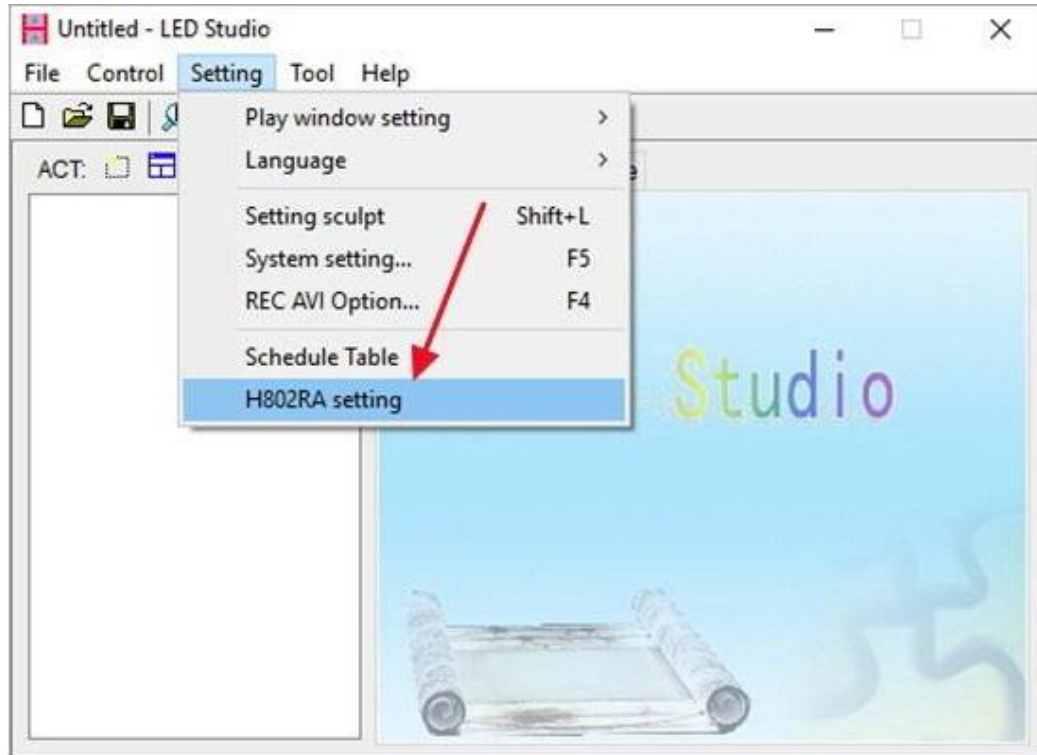 Untitled - LED Studio
File Control Setting Tool Help
Play window setting
Language
ACT:
Setting sculpt Shift+L
System setting... F5
REC AVI Option... F4
Schedule Table
H802RA setting
Studio